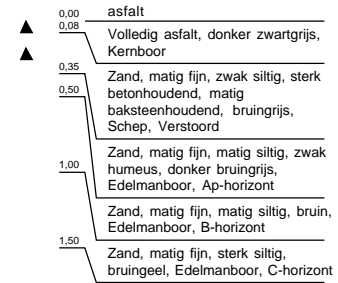 0,00 asfalt
0,08 Volledig asfalt, donker zwartgrijs,
Kernboor
0,35 Zand, matig fijn, zwak siltig, sterk
betonhoudend, matig
baksteenhoudend, bruingrijs,
Schep, Verstoord
0,50 Zand, matig fijn, matig siltig, zwak
humeus, donker bruingrijs,
Edelmanboor, Ap-horizont
1,00 Zand, matig fijn, matig siltig, bruin,
Edelmanboor, B-horizont
1,50 Zand, matig fijn, sterk siltig,
bruingeel, Edelmanboor, C-horizont